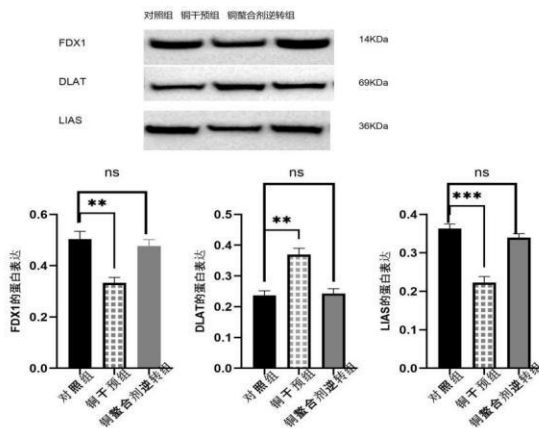 对照组 铜干预组 铜螯合剂逆转组
FDX1 14KDa
DLAT 69KDa
LIAS 36KDa
ns
**
FDX1的蛋白表达
0.6
0.4
0.2
0.0
对照组
铜干预组
铜螯合剂逆转组
ns
**
DLAT的蛋白表达
0.5
0.4
0.3
0.2
0.1
0.0
对照组
铜干预组
铜螯合剂逆转组
ns
***
LIAS的蛋白表达
0.4
0.3
0.2
0.1
0.0
对照组
铜干预组
铜螯合剂逆转组